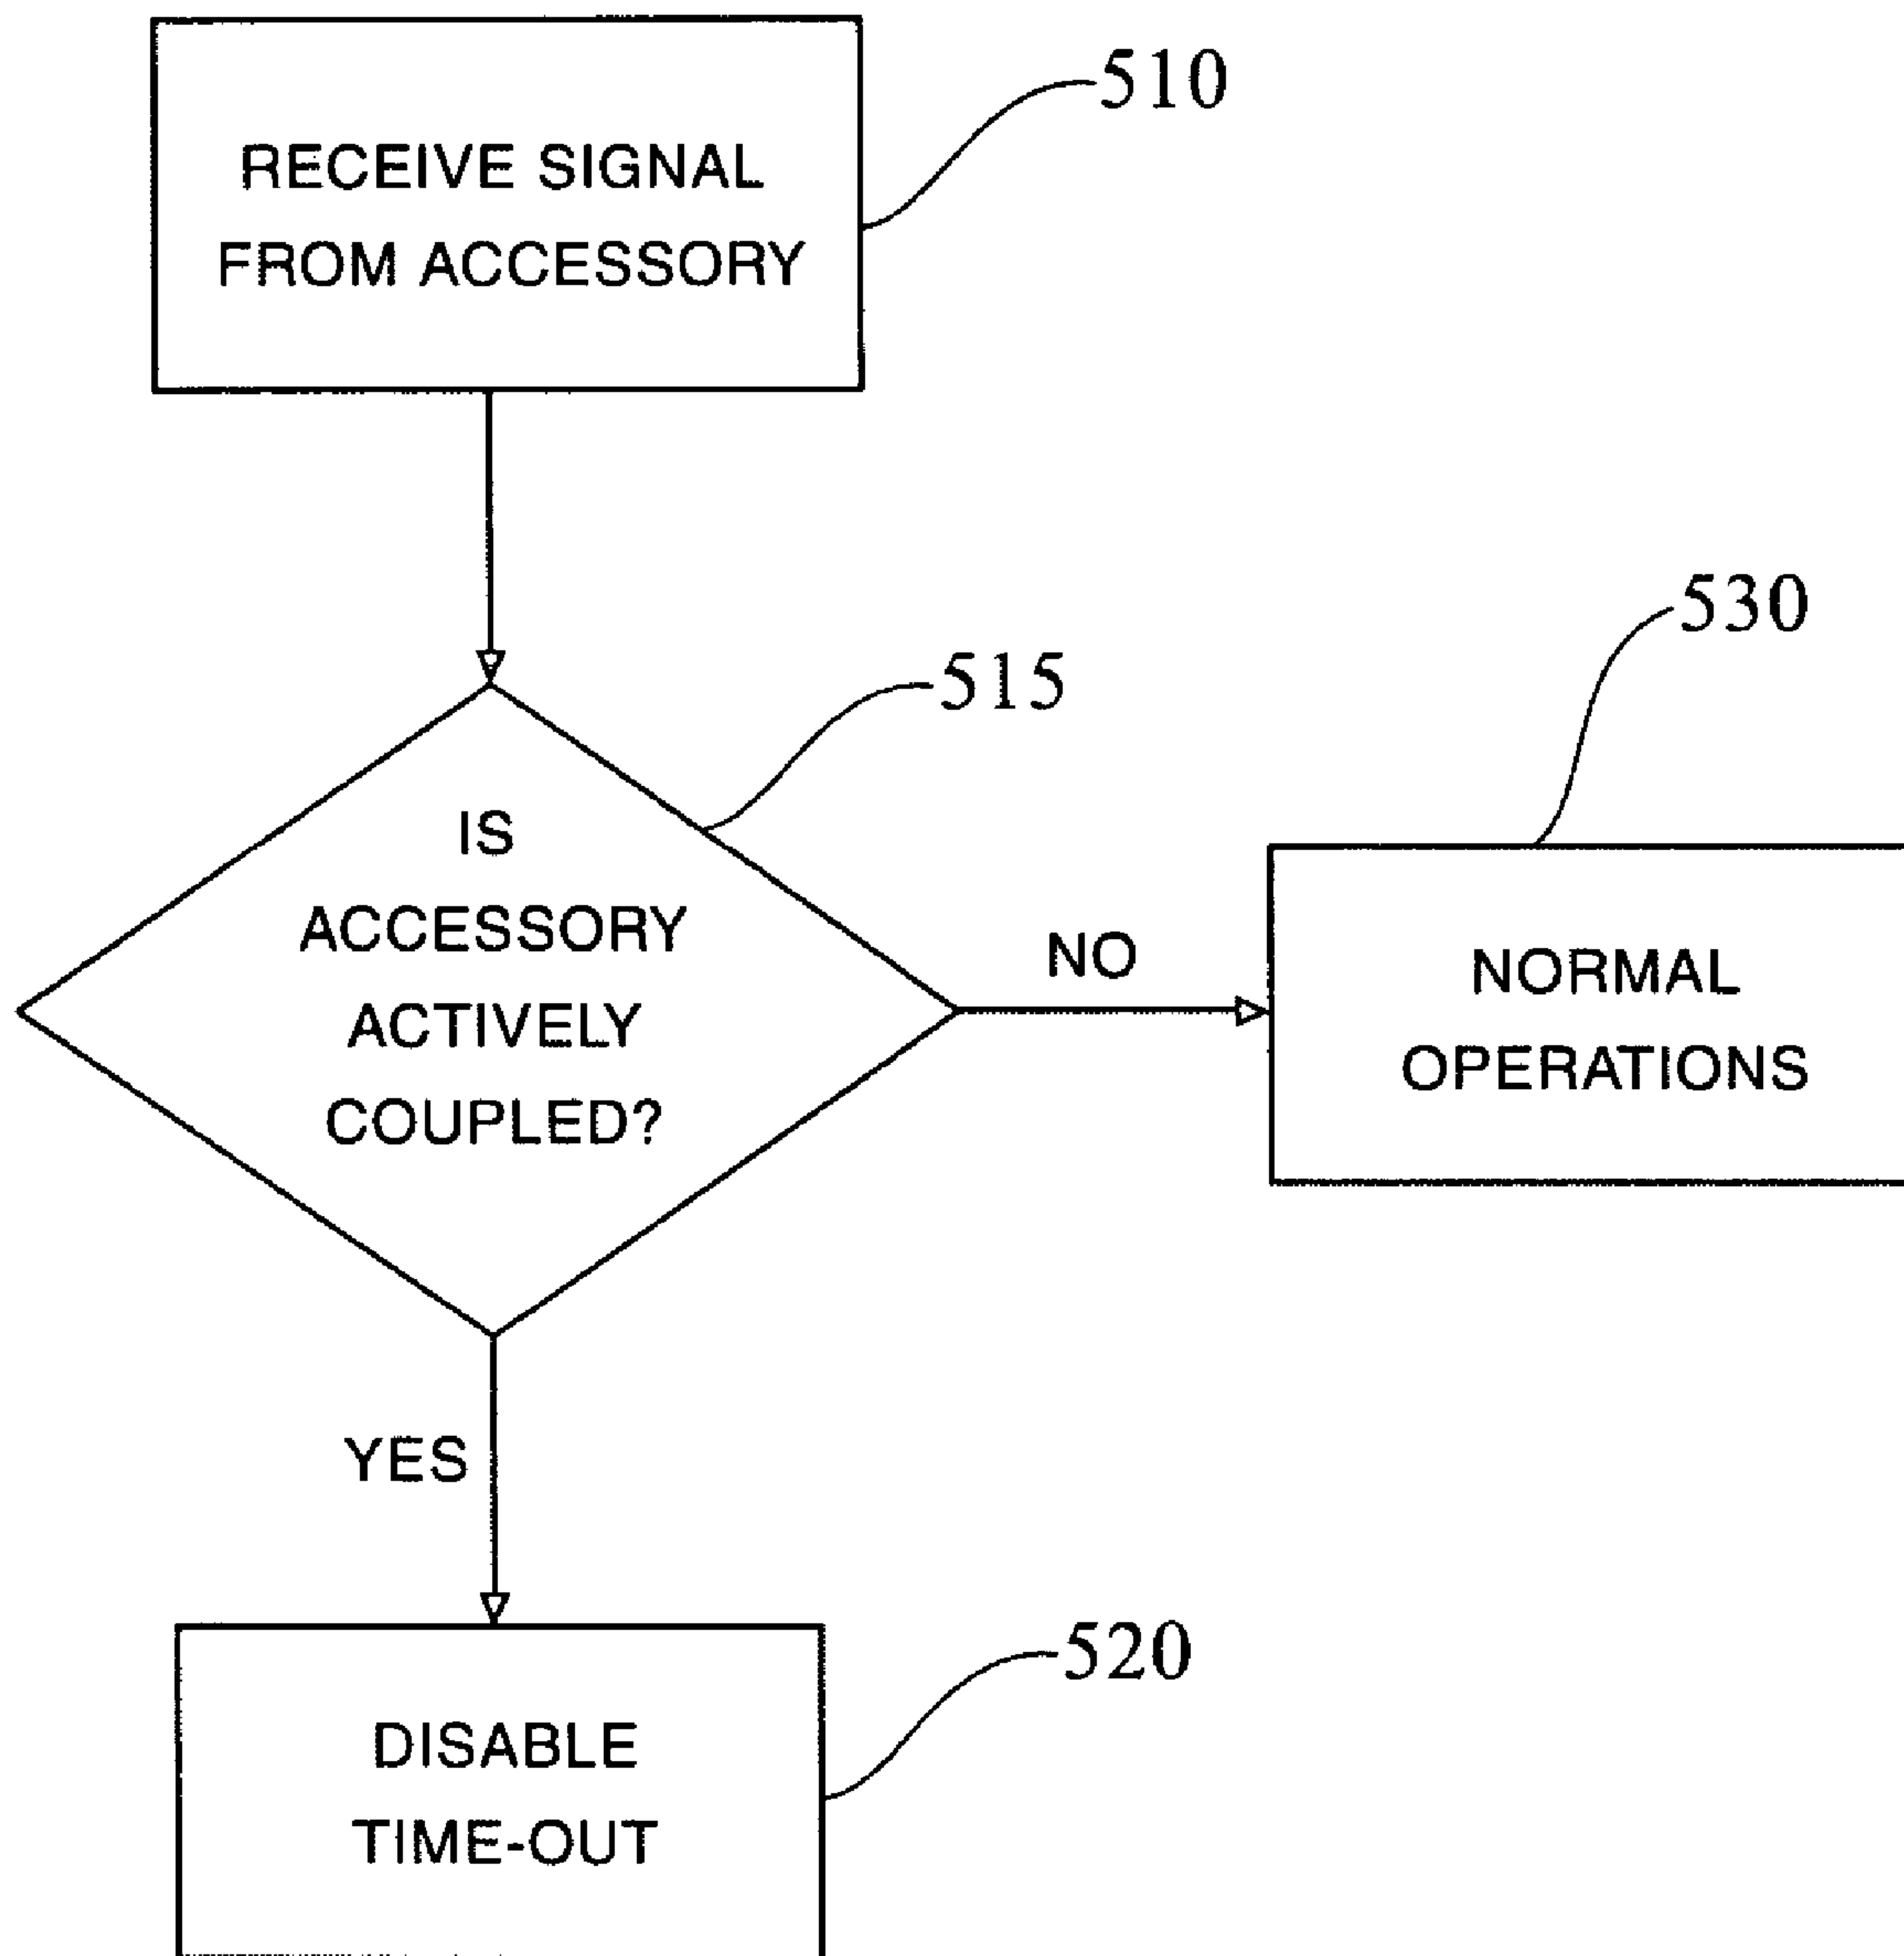 510
RECEIVE SIGNAL
FROM ACCESSORY
530
515
IS
ACCESSORY
ACTIVELY
COUPLED?
NO
NORMAL
OPERATIONS
YES
520
DISABLE
TIME-OUT